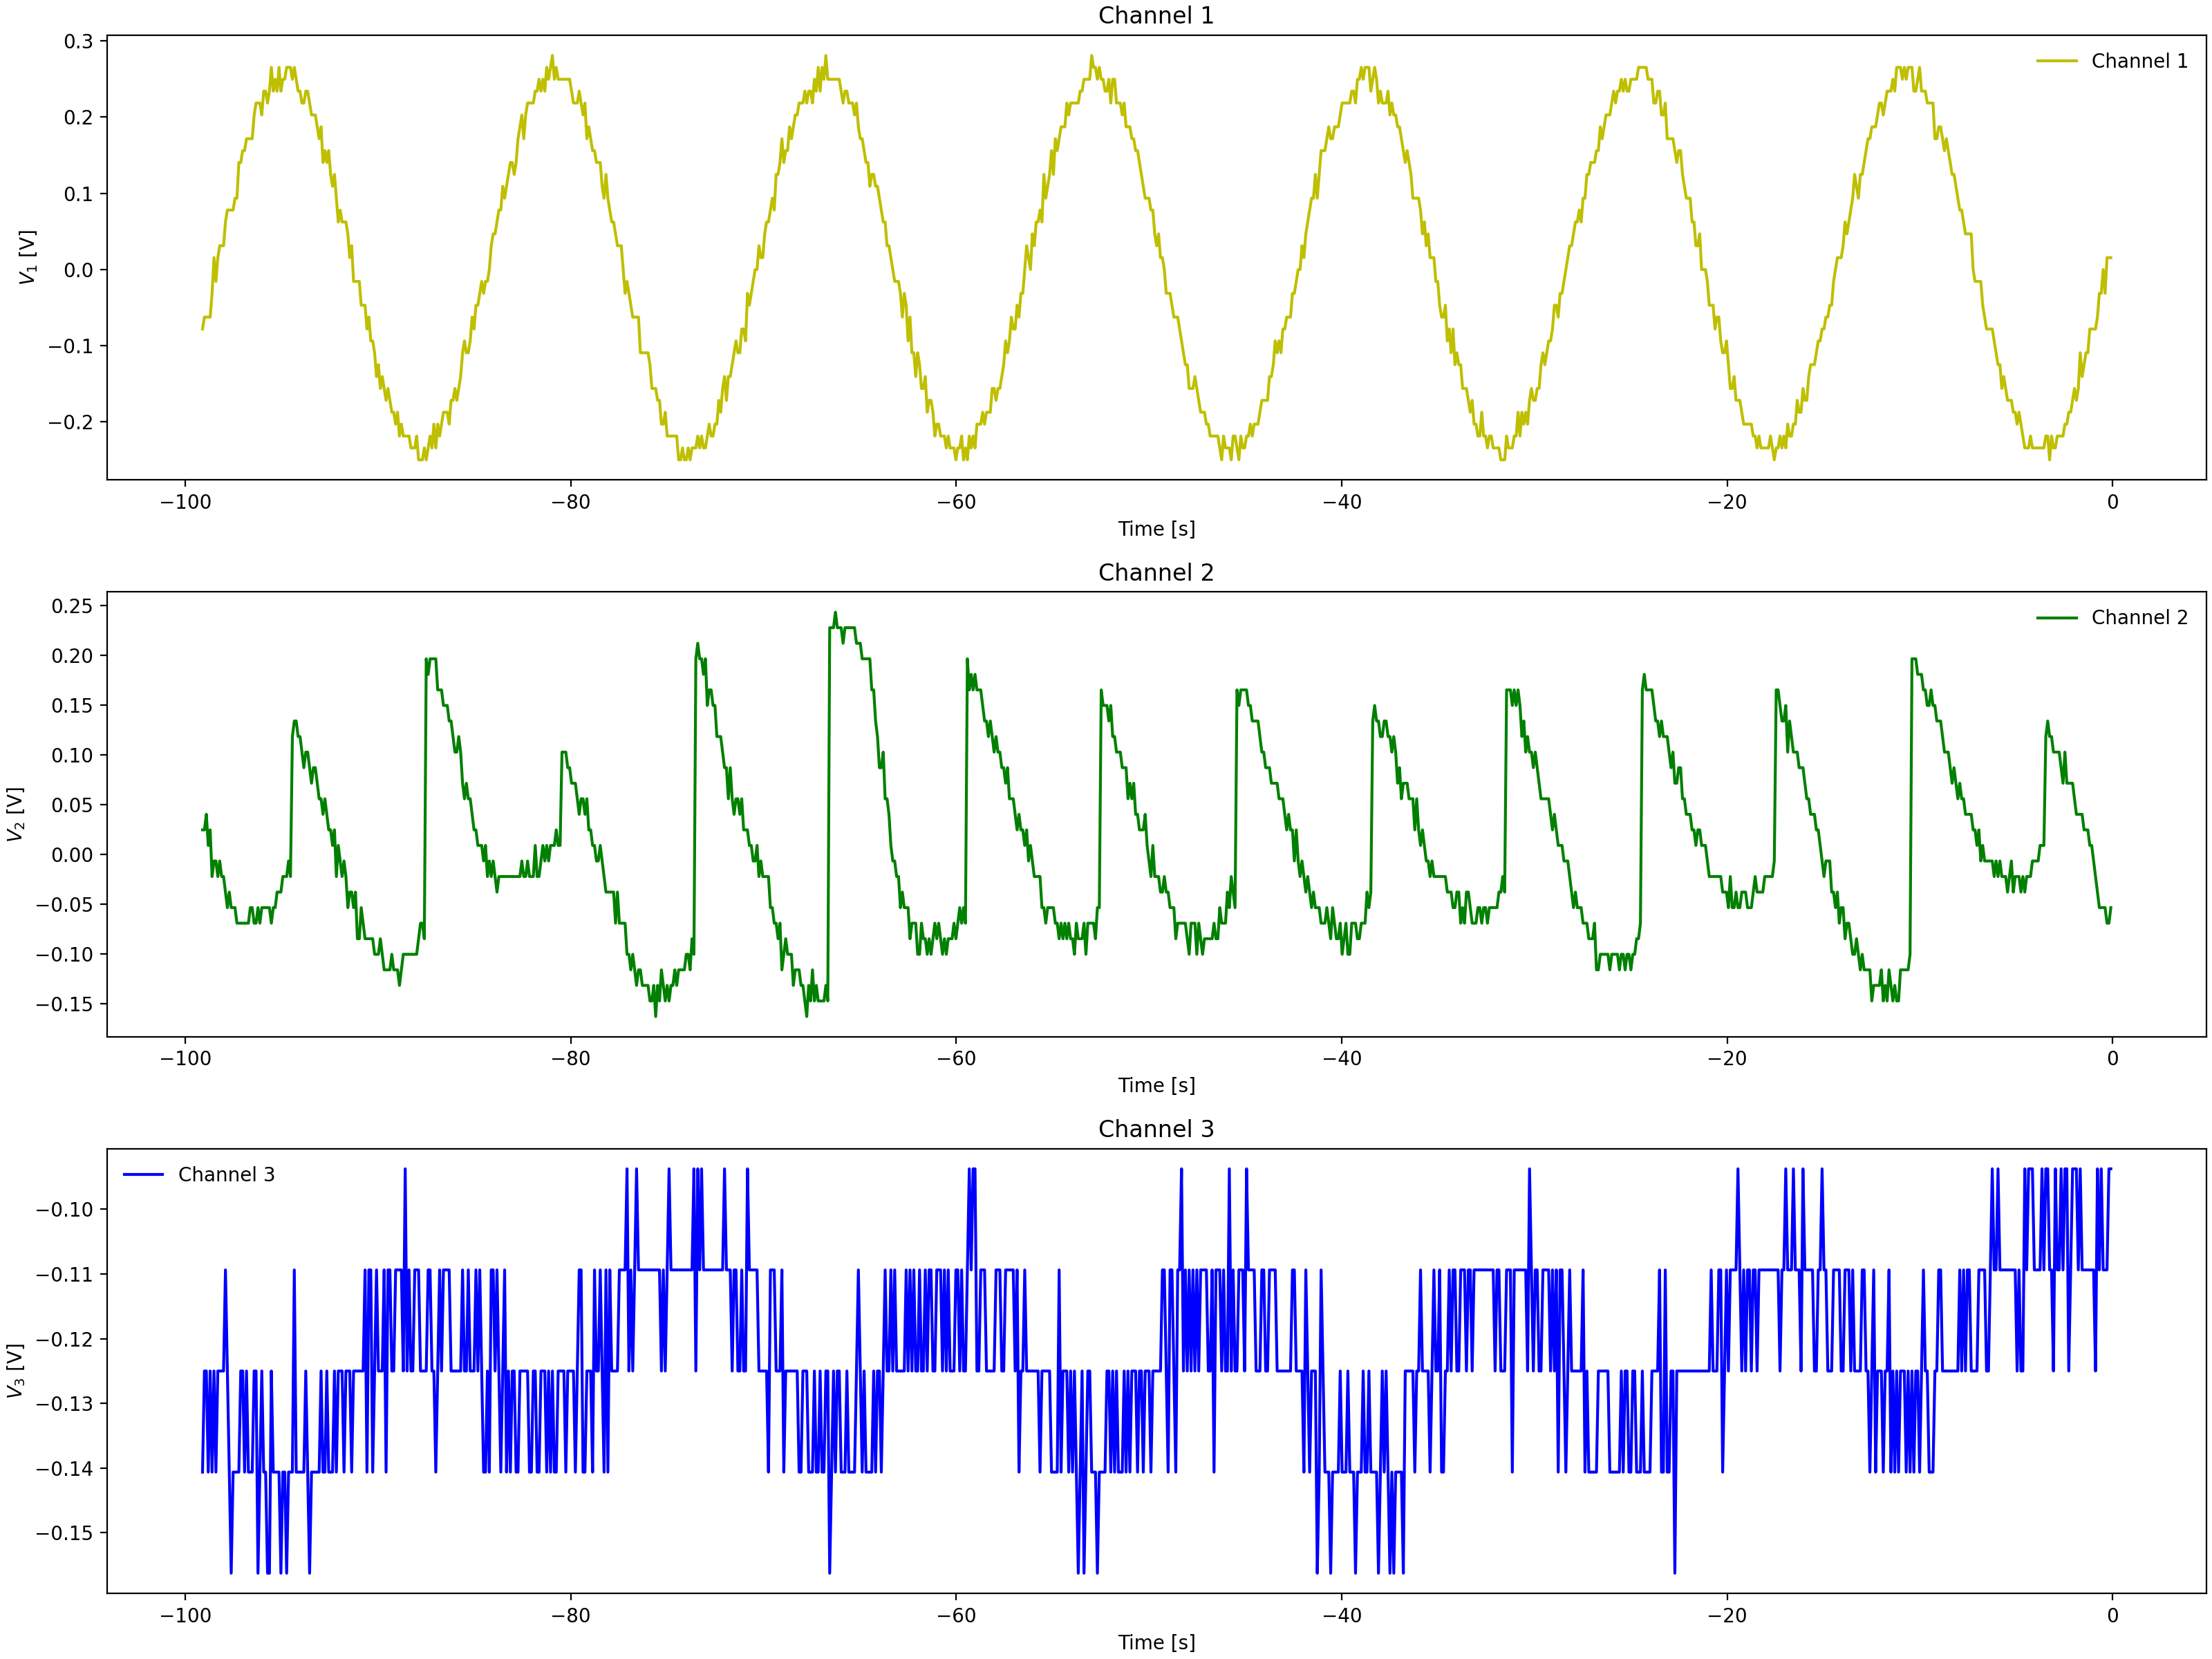 Channel 1
0.3
0.2
0.1
0.0
−0.1
−0.2
V1 [V]
Channel 1
−100 −80 −60 −40 −20 0
Time [s]
Channel 2
0.25
0.20
0.15
0.10
0.05
0.00
−0.05
−0.10
−0.15
V2 [V]
Channel 2
−100 −80 −60 −40 −20 0
Time [s]
Channel 3
Channel 3
−0.10
−0.11
−0.12
−0.13
−0.14
−0.15
V3 [V]
−100 −80 −60 −40 −20 0
Time [s]